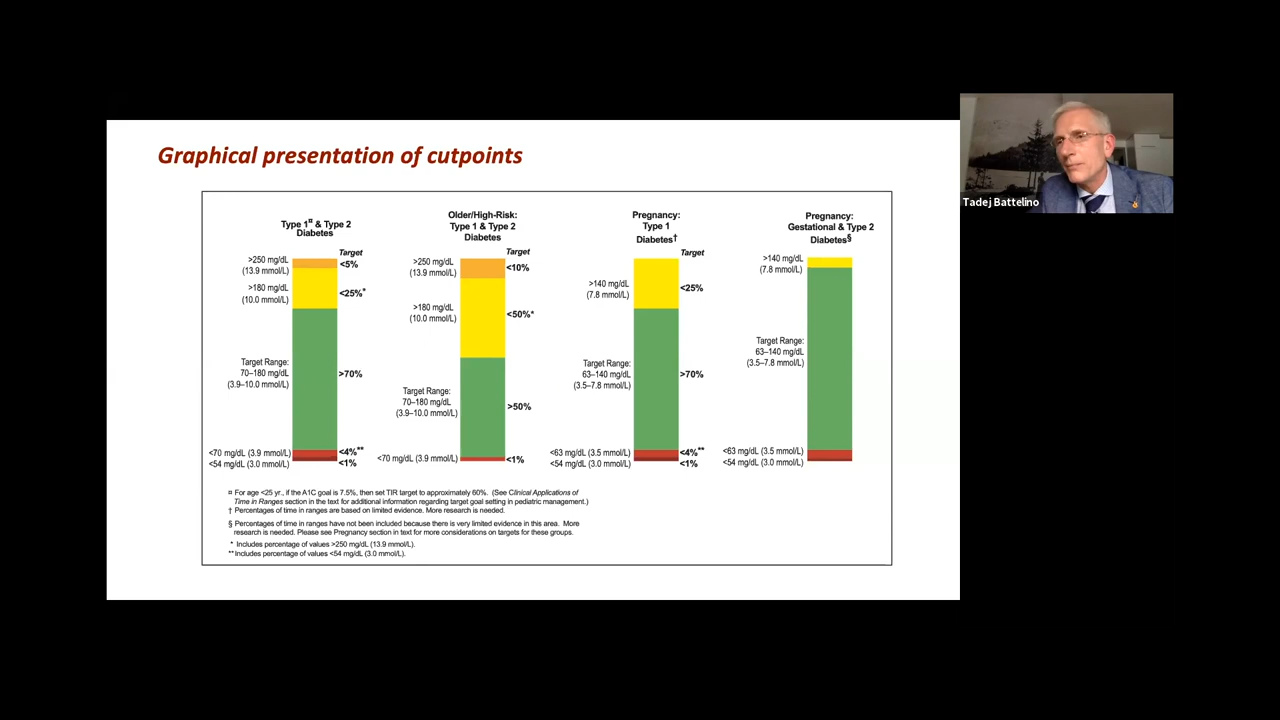 Graphical presentation of cutpoints
Type 1¤ & Type 2
Diabetes
Target
>250 mg/dL
(13.9 mmol/L)
<5%
>180 mg/dL
(10.0 mmol/L)
<25%*
Target Range:
70–180 mg/dL
(3.9–10.0 mmol/L)
>70%
<70 mg/dL (3.9 mmol/L)
<4%**
<54 mg/dL (3.0 mmol/L)
<1%
Older/High-Risk:
Type 1 & Type 2
Diabetes
Target
>250 mg/dL
(13.9 mmol/L)
<10%
>180 mg/dL
(10.0 mmol/L)
<50%*
Target Range:
70–180 mg/dL
(3.9–10.0 mmol/L)
>50%
<70 mg/dL (3.9 mmol/L)
<1%
Pregnancy:
Type 1
Diabetes†
Target
>140 mg/dL
(7.8 mmol/L)
<25%
Target Range:
63–140 mg/dL
(3.5–7.8 mmol/L)
>70%
<63 mg/dL (3.5 mmol/L)
<4%**
<54 mg/dL (3.0 mmol/L)
<1%
Pregnancy:
Gestational & Type 2
Diabetes§
>140 mg/dL
(7.8 mmol/L)
Target Range:
63–140 mg/dL
(3.5–7.8 mmol/L)
<63 mg/dL (3.5 mmol/L)
<54 mg/dL (3.0 mmol/L)
¤ For age <25 yr., if the A1C goal is 7.5%, then set TIR target to approximately 60%. (See Clinical Applications of
Time in Ranges section in the text for additional information regarding target goal setting in pediatric management.)
† Percentages of time in ranges are based on limited evidence. More research is needed.
§ Percentages of time in ranges have not been included because there is very limited evidence in this area. More
research is needed. Please see Pregnancy section in text for more considerations on targets for these groups.
* Includes percentage of values >250 mg/dL (13.9 mmol/L).
** Includes percentage of values <54 mg/dL (3.0 mmol/L).
Tadej Battelino